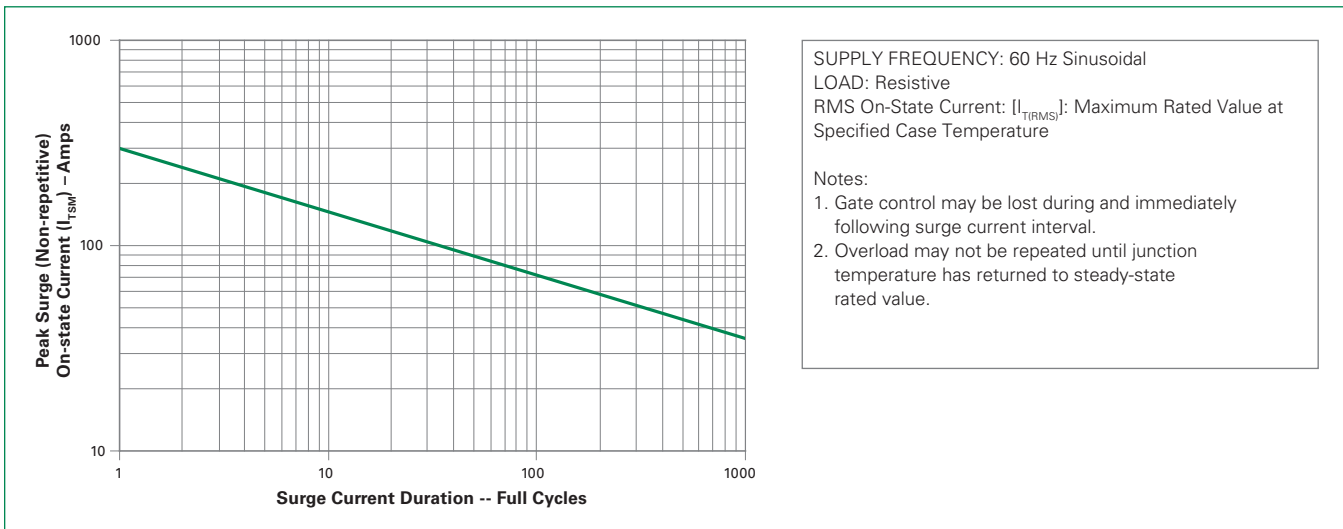 1000
100
10
1
10
100
1000
Peak Surge (Non-repetitive)
On-state Current (I_TSM) – Amps
Surge Current Duration -- Full Cycles
SUPPLY FREQUENCY: 60 Hz Sinusoidal
LOAD: Resistive
RMS On-State Current: [I_T(RMS)]: Maximum Rated Value at
Specified Case Temperature
Notes:
1. Gate control may be lost during and immediately
following surge current interval.
2. Overload may not be repeated until junction
temperature has returned to steady-state
rated value.